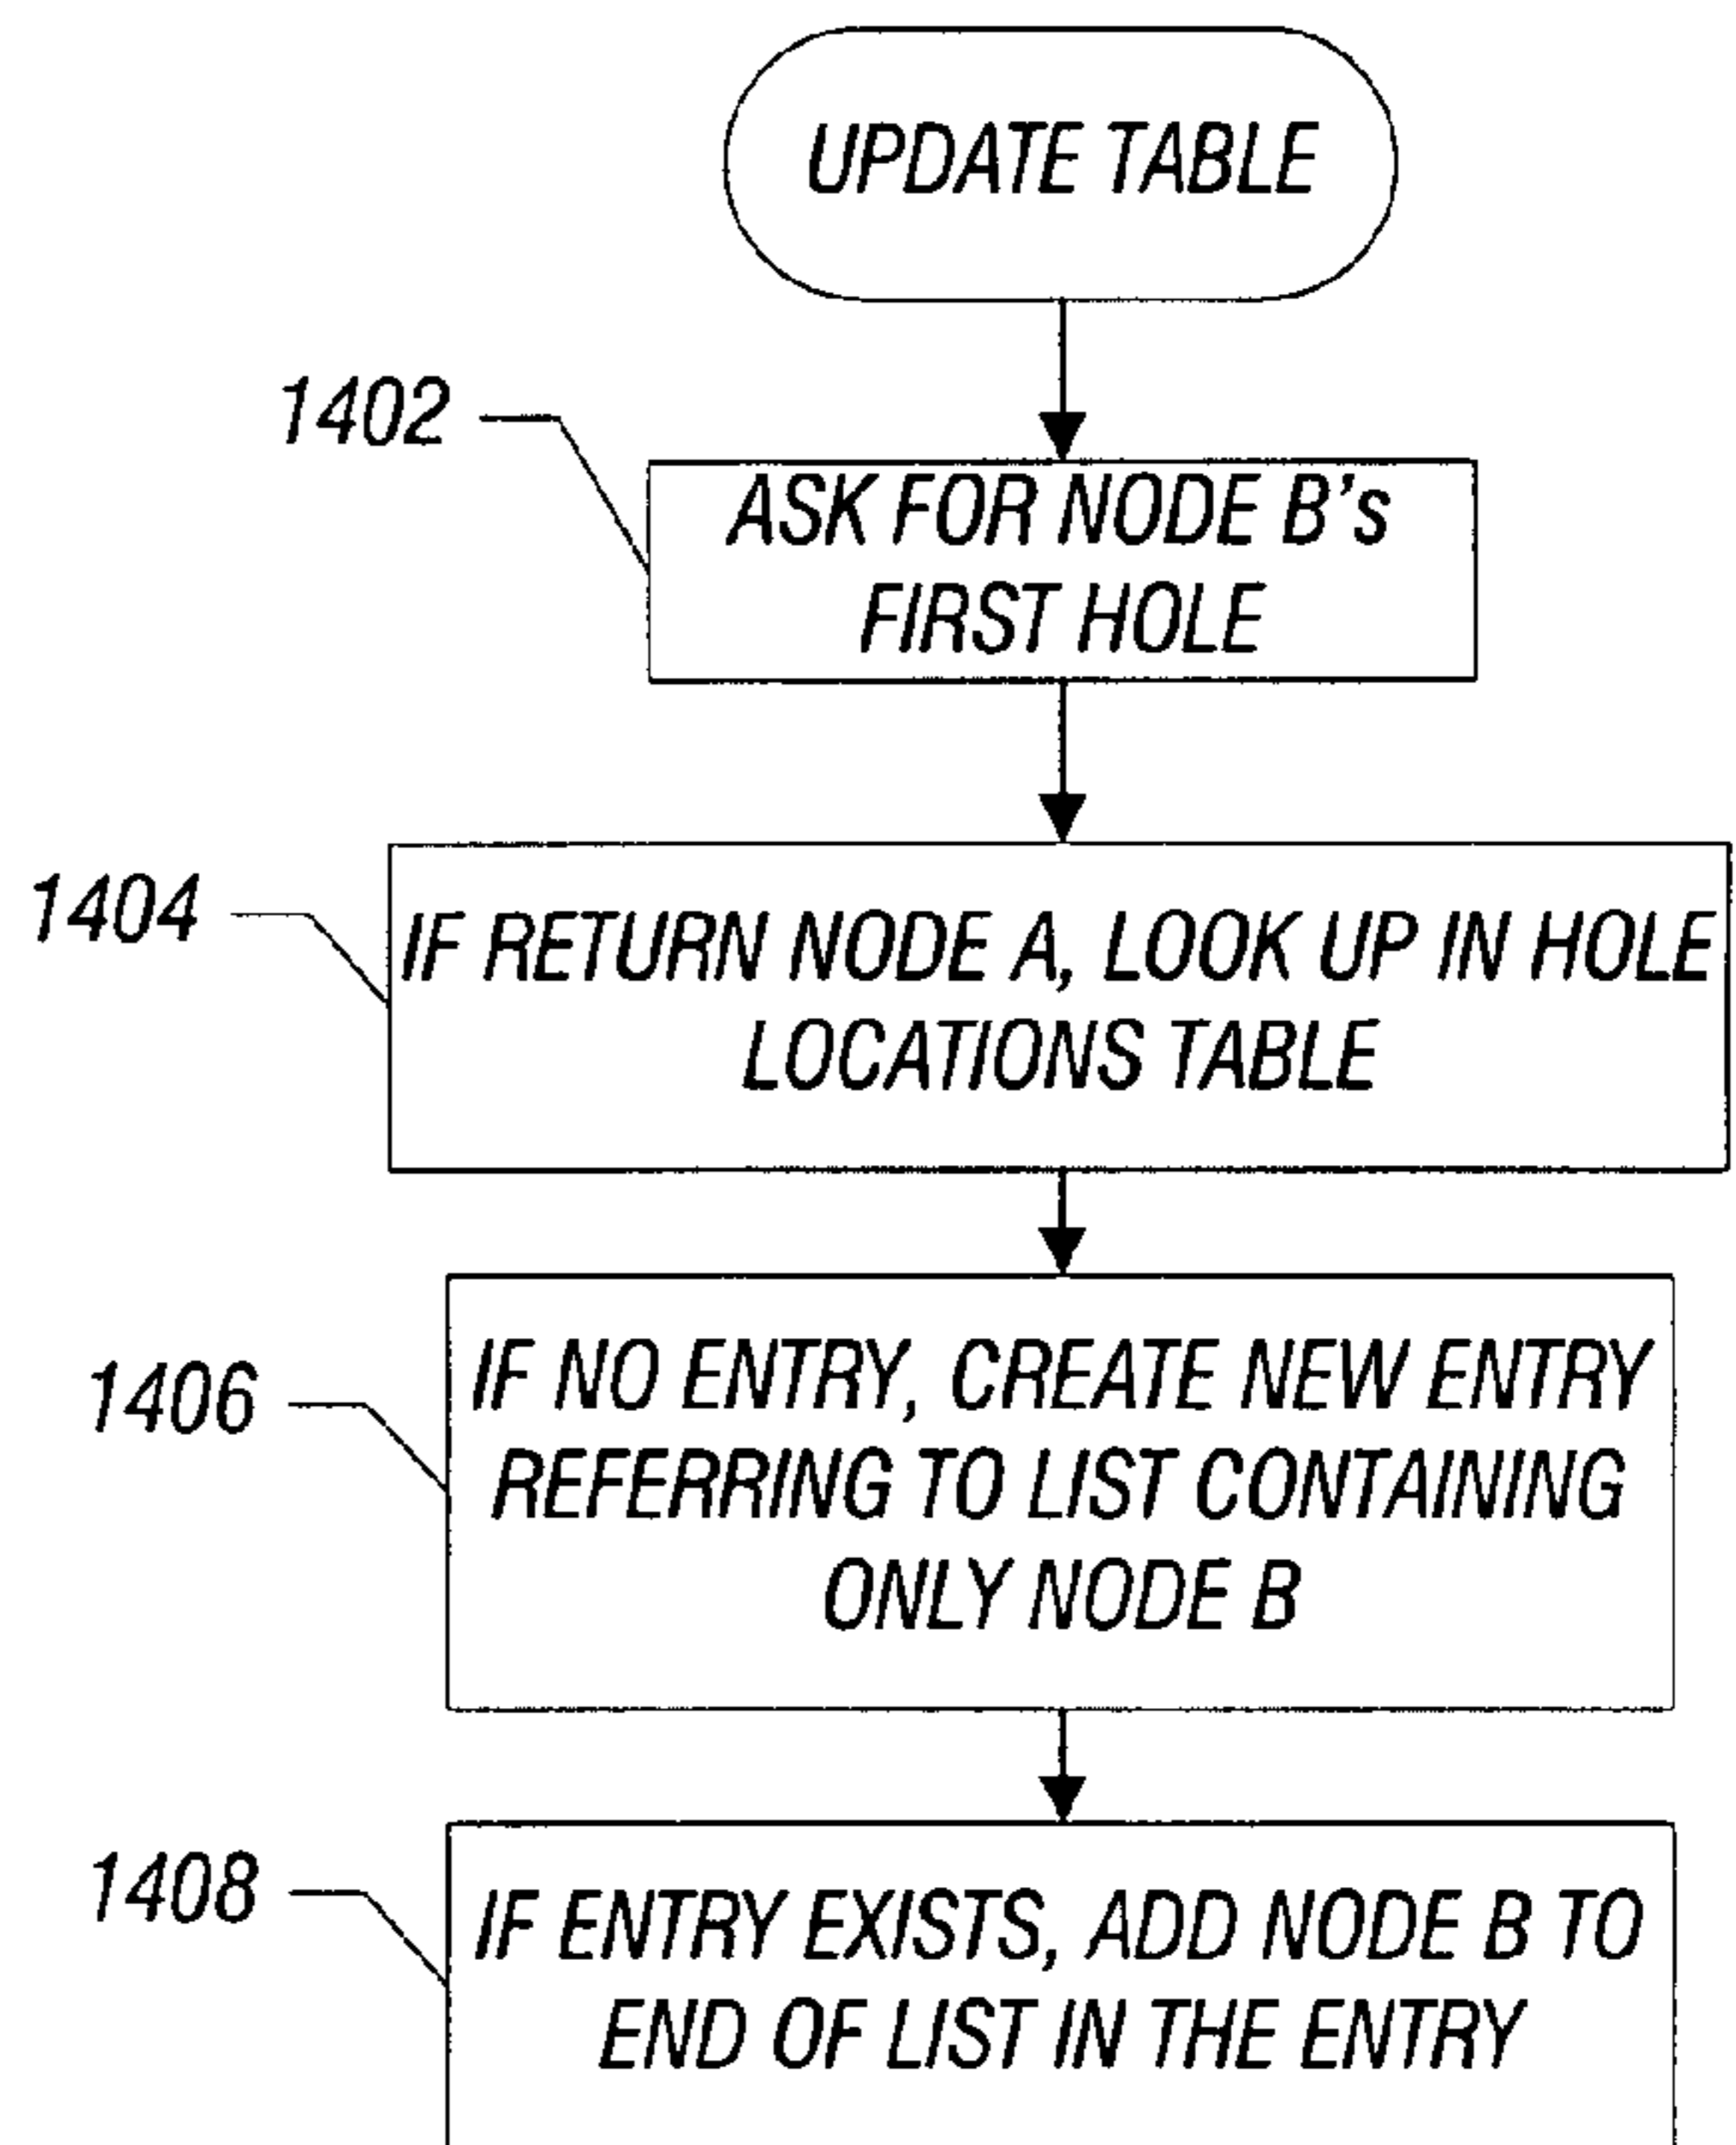 UPDATE TABLE
1402
ASK FOR NODE B's
FIRST HOLE
1404
IF RETURN NODE A, LOOK UP IN HOLE
LOCATIONS TABLE
1406
IF NO ENTRY, CREATE NEW ENTRY
REFERRING TO LIST CONTAINING
ONLY NODE B
1408
IF ENTRY EXISTS, ADD NODE B TO
END OF LIST IN THE ENTRY